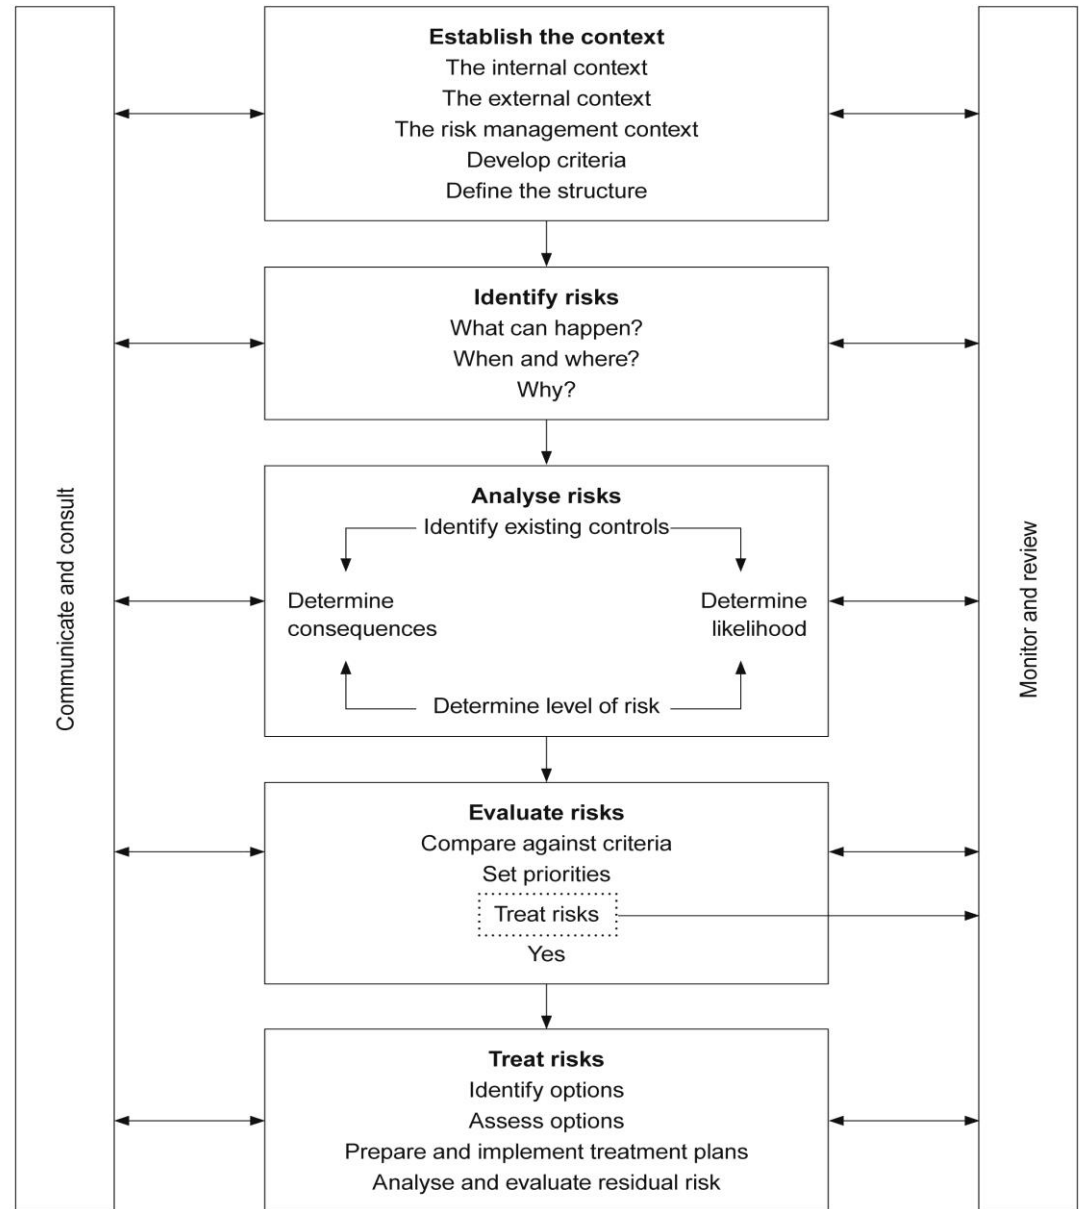 Establish the context
The internal context
The external context
The risk management context
Develop criteria
Define the structure
Identify risks
What can happen?
When and where?
Why?
Analyse risks
Identify existing controls
Determine
consequences
Determine
likelihood
Determine level of risk
Evaluate risks
Compare against criteria
Set priorities
Treat risks
Yes
Treat risks
Identify options
Assess options
Prepare and implement treatment plans
Analyse and evaluate residual risk
Communicate and consult
Monitor and review